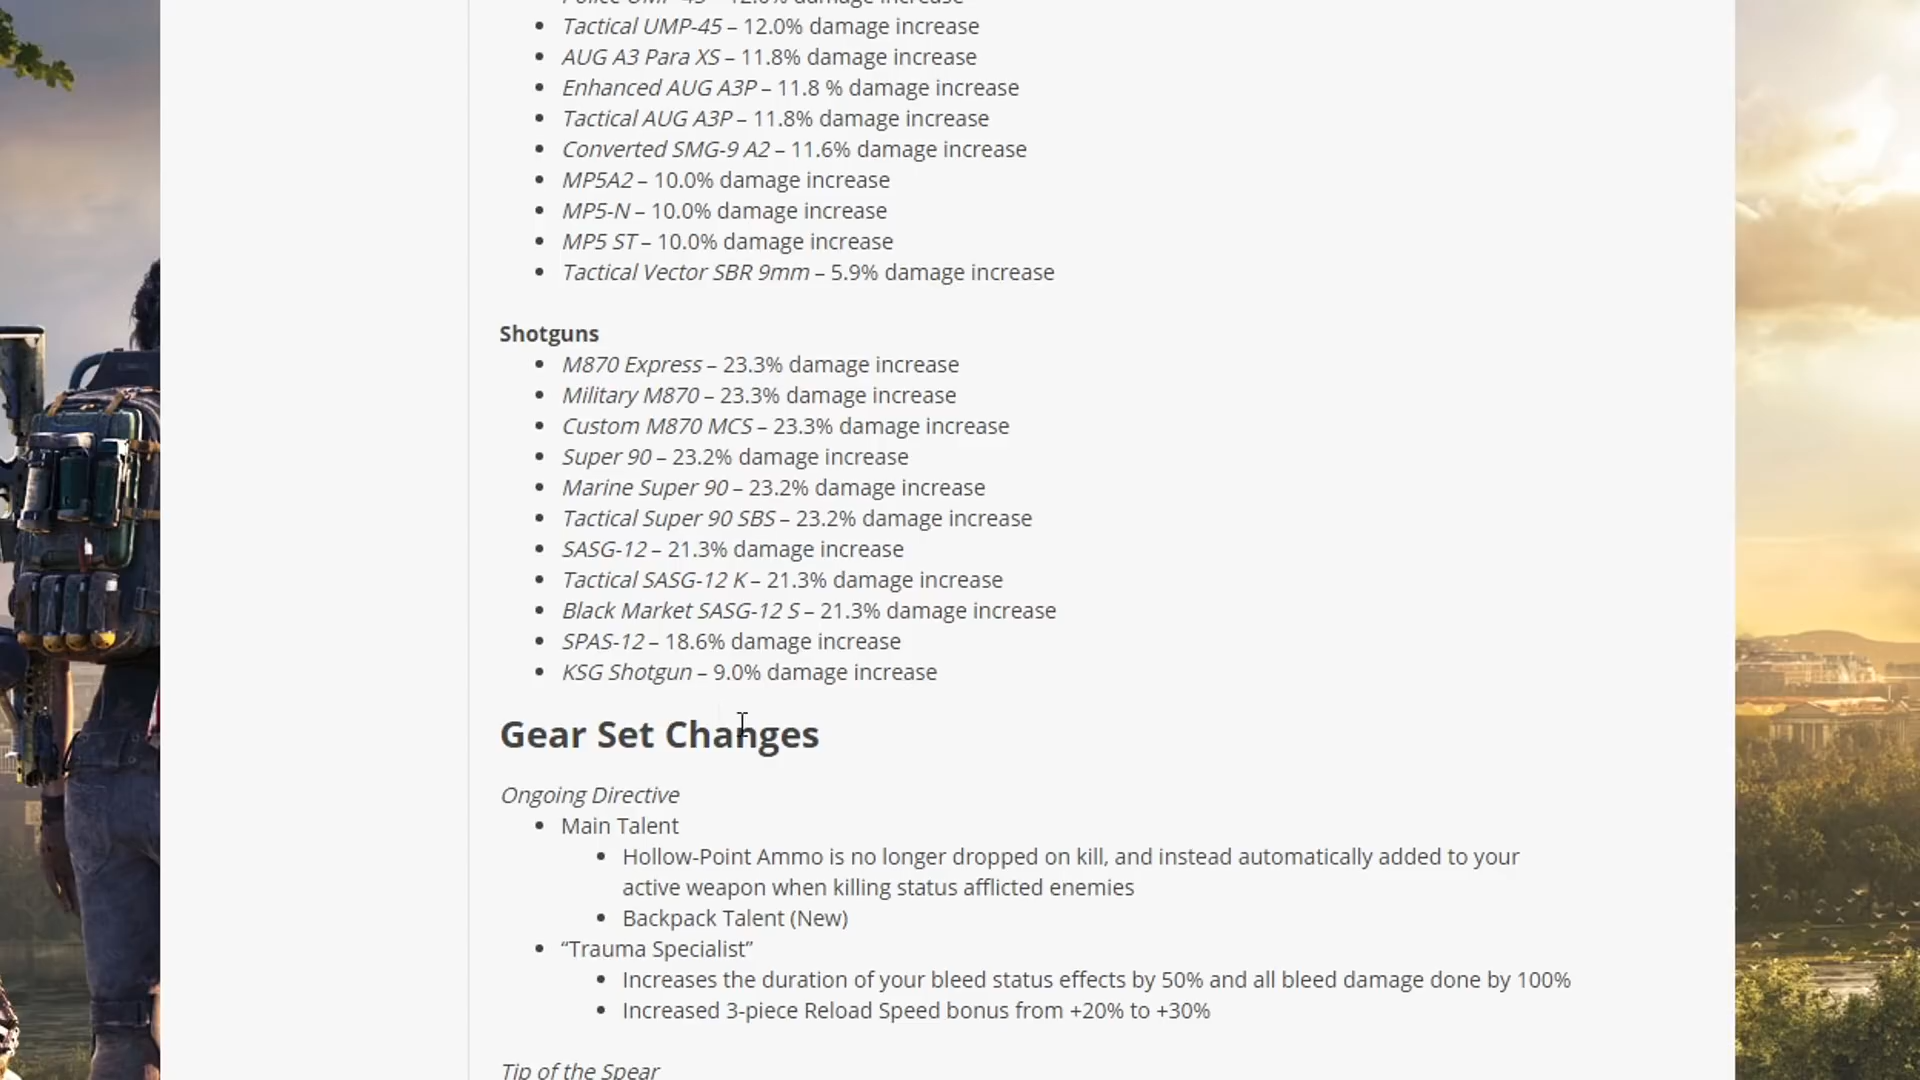 Tactical UMP-45 – 12.0% damage increase
AUG A3 Para XS – 11.8% damage increase
Enhanced AUG A3P – 11.8 % damage increase
Tactical AUG A3P – 11.8% damage increase
Converted SMG-9 A2 – 11.6% damage increase
MP5A2 – 10.0% damage increase
MP5-N – 10.0% damage increase
MP5 ST – 10.0% damage increase
Tactical Vector SBR 9mm – 5.9% damage increase
Shotguns
M870 Express – 23.3% damage increase
Military M870 – 23.3% damage increase
Custom M870 MCS – 23.3% damage increase
Super 90 – 23.2% damage increase
Marine Super 90 – 23.2% damage increase
Tactical Super 90 SBS – 23.2% damage increase
SASG-12 – 21.3% damage increase
Tactical SASG-12 K – 21.3% damage increase
Black Market SASG-12 S – 21.3% damage increase
SPAS-12 – 18.6% damage increase
KSG Shotgun – 9.0% damage increase
Gear Set Changes
Ongoing Directive
Main Talent
Hollow-Point Ammo is no longer dropped on kill, and instead automatically added to your
active weapon when killing status afflicted enemies
Backpack Talent (New)
“Trauma Specialist”
Increases the duration of your bleed status effects by 50% and all bleed damage done by 100%
Increased 3-piece Reload Speed bonus from +20% to +30%
Tip of the Spear